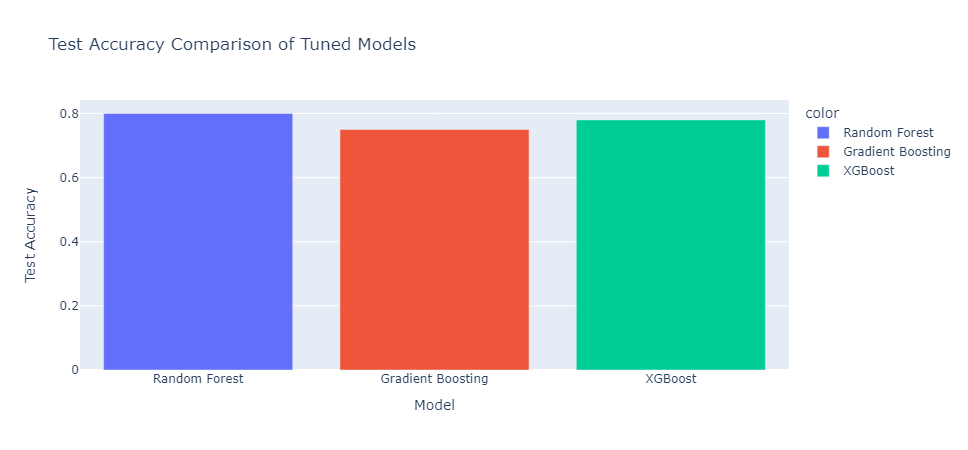 Test Accuracy Comparison of Tuned Models
Test Accuracy
0.8
0.6
0.4
0.2
0
Random Forest
Gradient Boosting
XGBoost
Model
color
Random Forest
Gradient Boosting
XGBoost